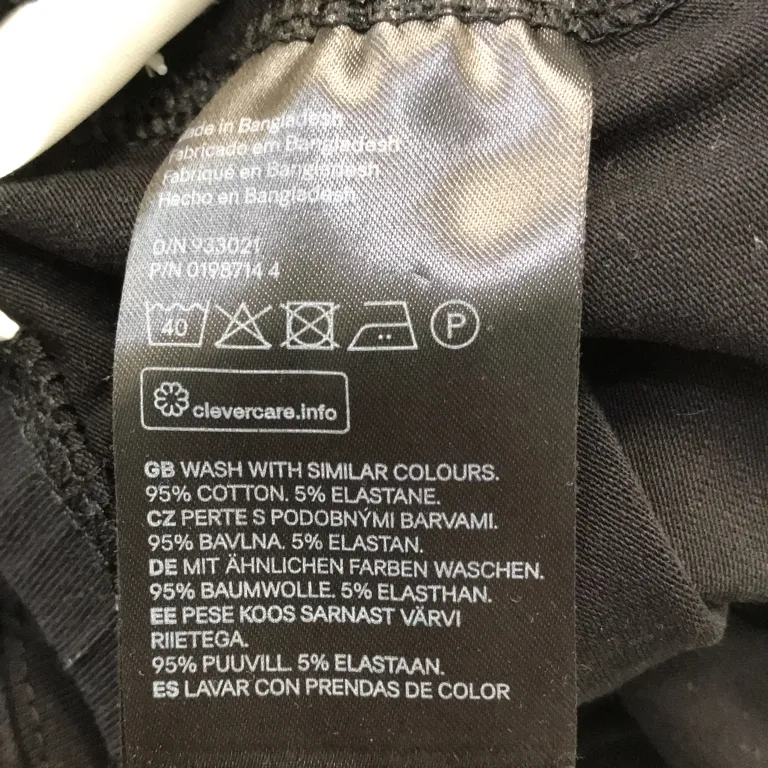 ade in Bangladesh
Fabricado em Bangladesh
Fabriqué en Bangladesh
Hecho en Bangladesh
O/N 933021
P/N 0198714 4
40 P
clevercare.info
GB WASH WITH SIMILAR COLOURS.
95% COTTON. 5% ELASTANE.
CZ PERTE S PODOBNÝMI BARVAMI.
95% BAVLNA. 5% ELASTAN.
DE MIT ÄHNLICHEN FARBEN WASCHEN.
95% BAUMWOLLE. 5% ELASTHAN.
EE PESE KOOS SARNAST VÄRVI
RIIETEGA.
95% PUUVILL. 5% ELASTAAN.
ES LAVAR CON PRENDAS DE COLOR